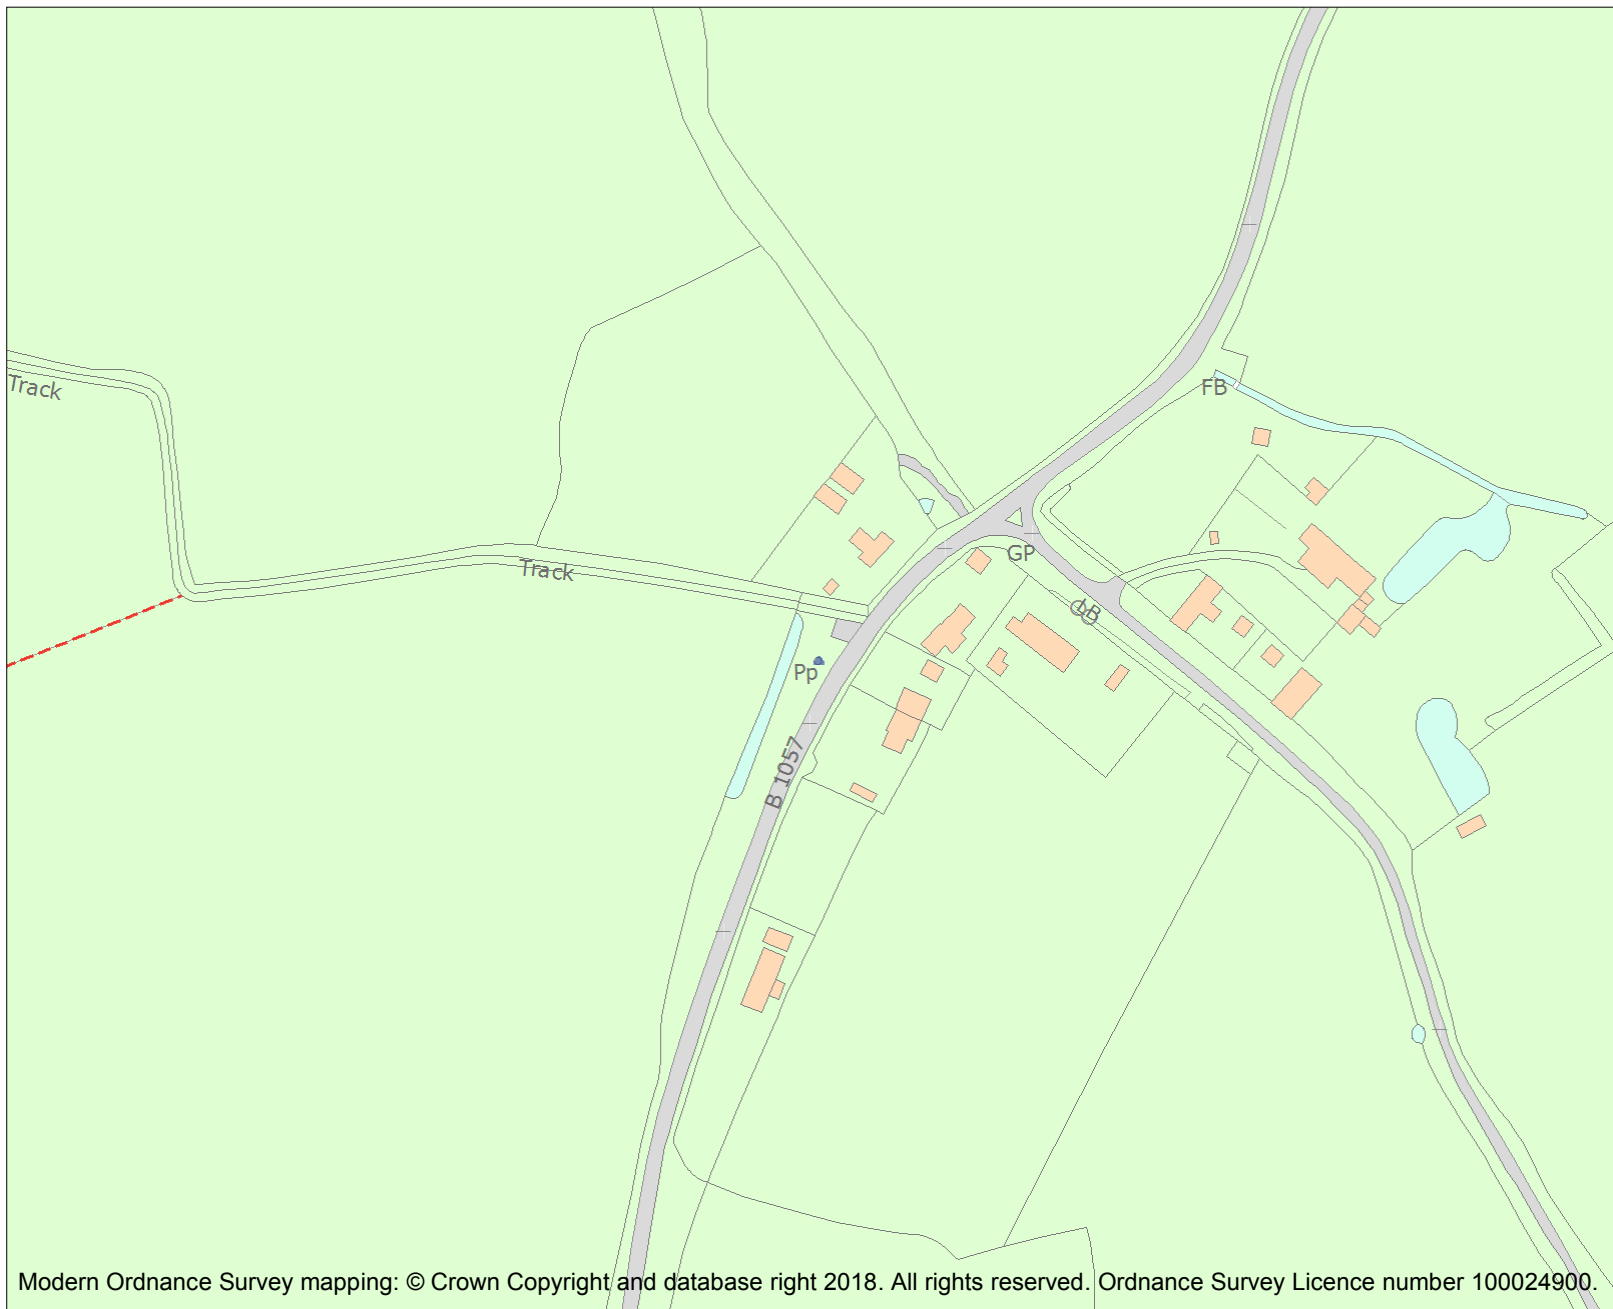 Track
FB
Track
GP
LB
Pp
B 1057
Modern Ordnance Survey mapping: © Crown Copyright and database right 2018. All rights reserved. Ordnance Survey Licence number 100024900.